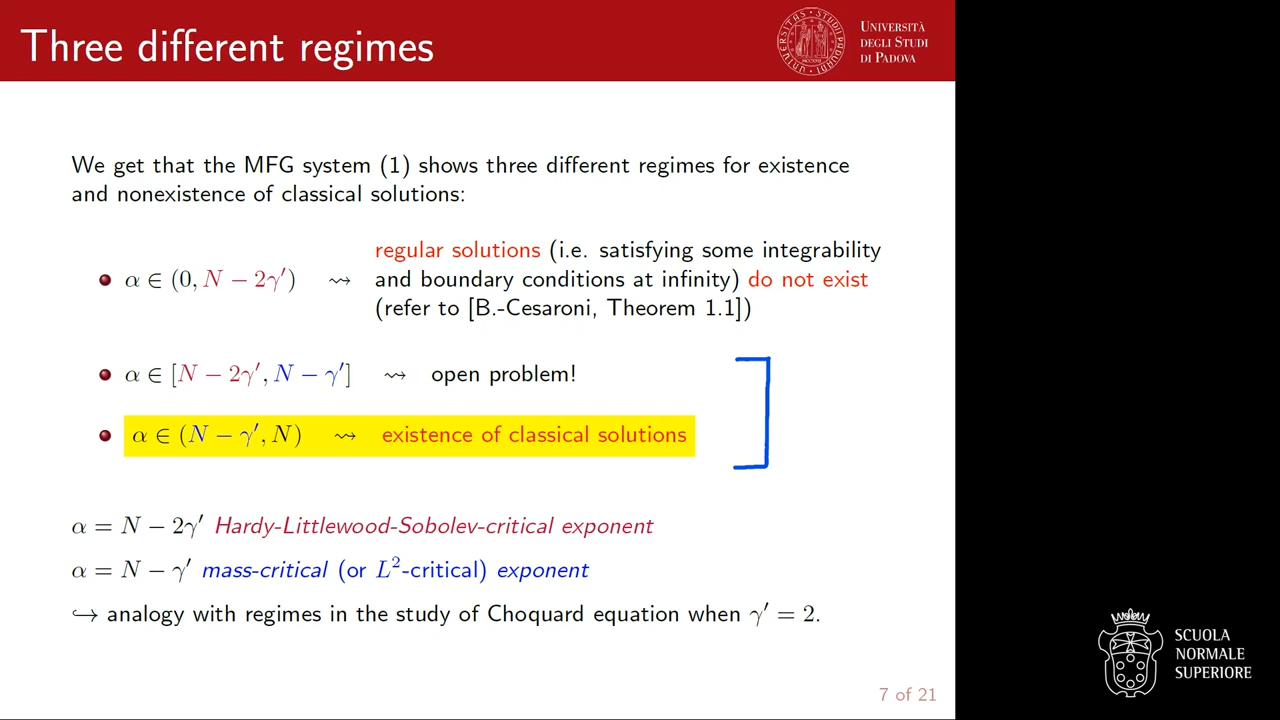 Three different regimes
UNIVERSITÀ
DEGLI STUDI
DI PADOVA
We get that the MFG system (1) shows three different regimes for existence
and nonexistence of classical solutions:
regular solutions (i.e. satisfying some integrability
α ∈ (0, N − 2γ′) ⇝ and boundary conditions at infinity) do not exist
(refer to [B.-Cesaroni, Theorem 1.1])
α ∈ [N − 2γ′, N − γ′] ⇝ open problem!
α ∈ (N − γ′, N) ⇝ existence of classical solutions
α = N − 2γ′ Hardy-Littlewood-Sobolev-critical exponent
α = N − γ′ mass-critical (or L²-critical) exponent
↪ analogy with regimes in the study of Choquard equation when γ′ = 2.
SCUOLA
NORMALE
SUPERIORE
7 of 21